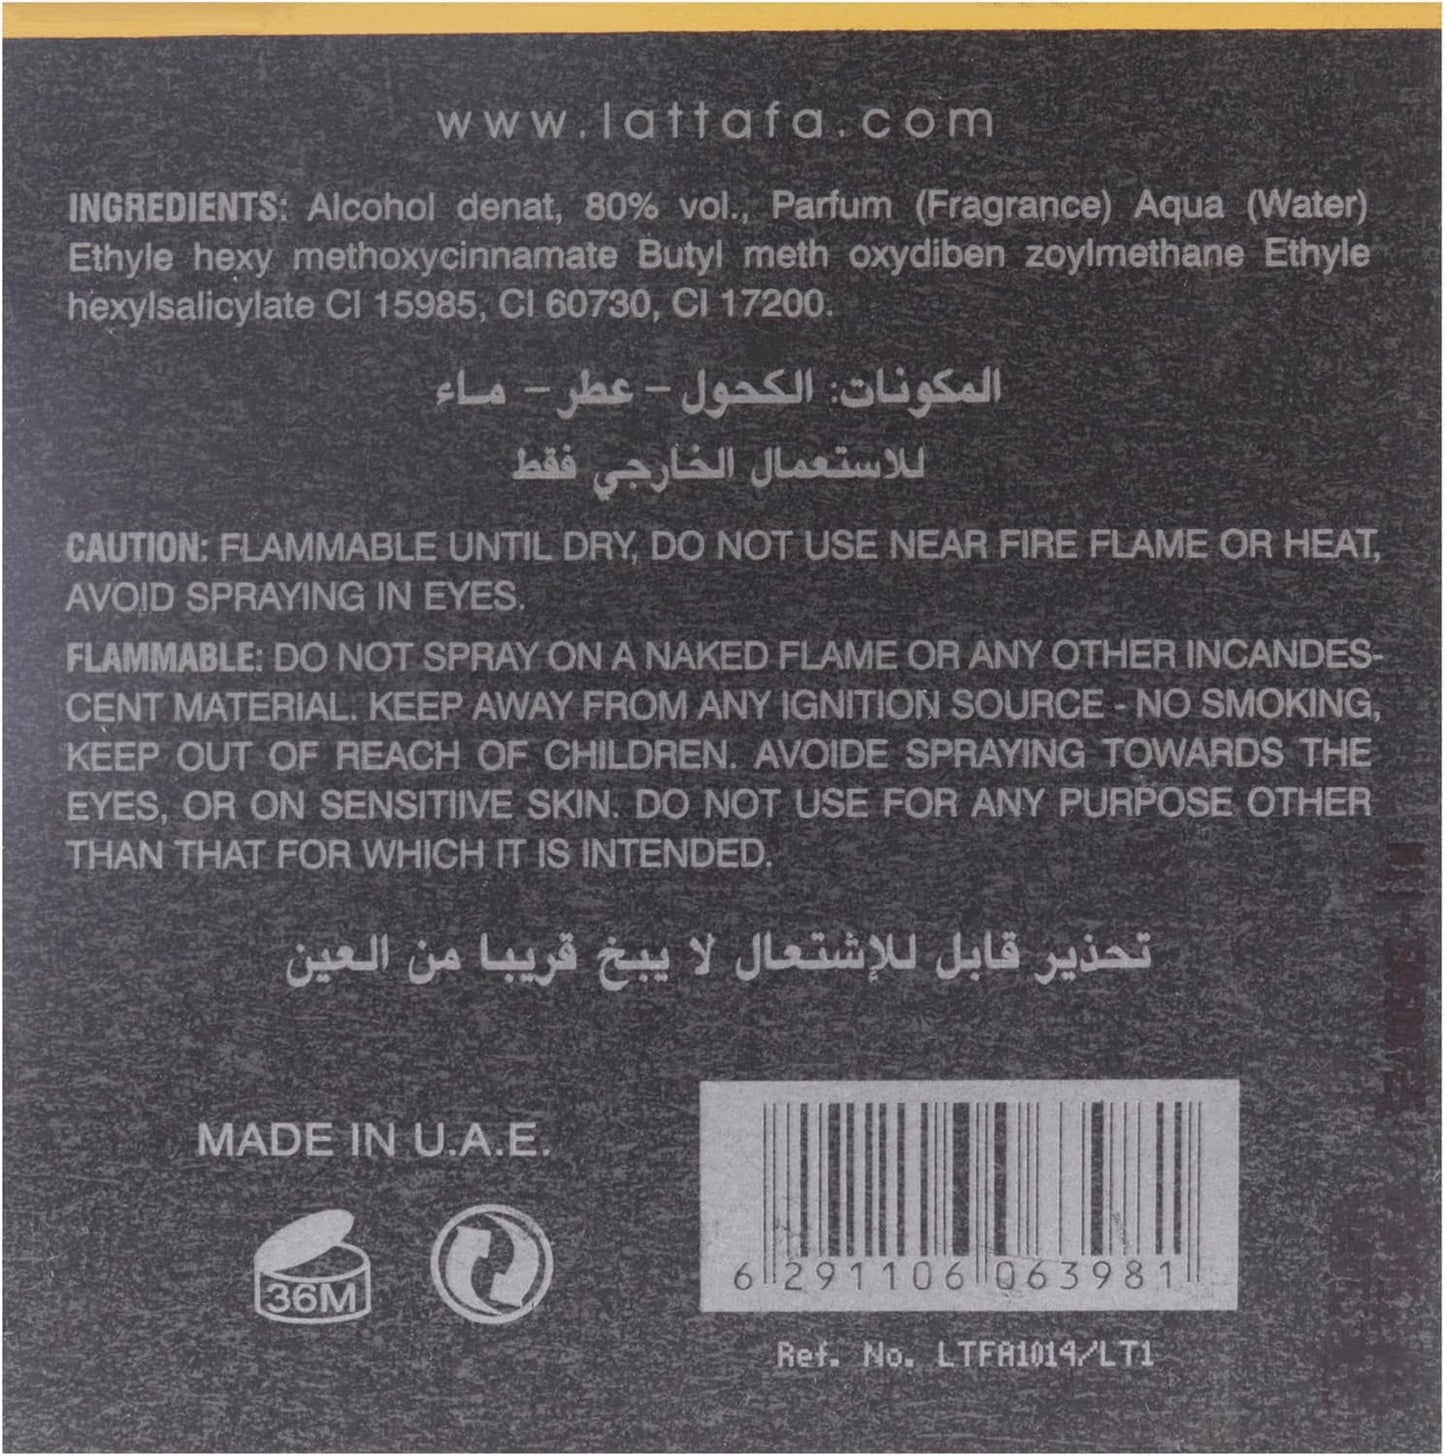 www.lattafa.com
INGREDIENTS: Alcohol denat, 80% vol., Parfum (Fragrance) Aqua (Water)
Ethyle hexy methoxycinnamate Butyl meth oxydiben zoylmethane Ethyle
hexylsalicylate CI 15985, CI 60730, CI 17200.
المكونات: الكحول - عطر - ماء
للاستعمال الخارجي فقط
CAUTION: FLAMMABLE UNTIL DRY, DO NOT USE NEAR FIRE FLAME OR HEAT,
AVOID SPRAYING IN EYES.
FLAMMABLE: DO NOT SPRAY ON A NAKED FLAME OR ANY OTHER INCANDES-
CENT MATERIAL. KEEP AWAY FROM ANY IGNITION SOURCE - NO SMOKING,
KEEP OUT OF REACH OF CHILDREN. AVOIDE SPRAYING TOWARDS THE
EYES, OR ON SENSITIIVE SKIN. DO NOT USE FOR ANY PURPOSE OTHER
THAN THAT FOR WHICH IT IS INTENDED.
تحذير قابل للإشتعال لا يبخ قريبا من العين
MADE IN U.A.E.
36M
6 291106 063981
Ref. No. LTFA1014/LT1